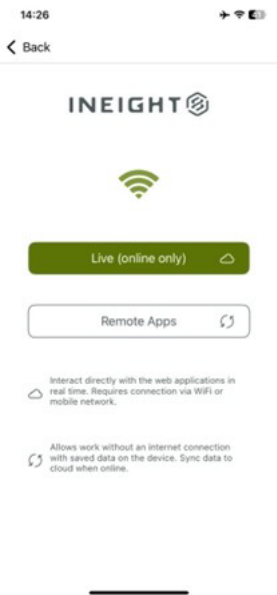 14:26
Back
INEIGHT
Live (online only)
Remote Apps
Interact directly with the web applications in
real time. Requires connection via WiFi or
mobile network.
Allows work without an internet connection
with saved data on the device. Sync data to
cloud when online.